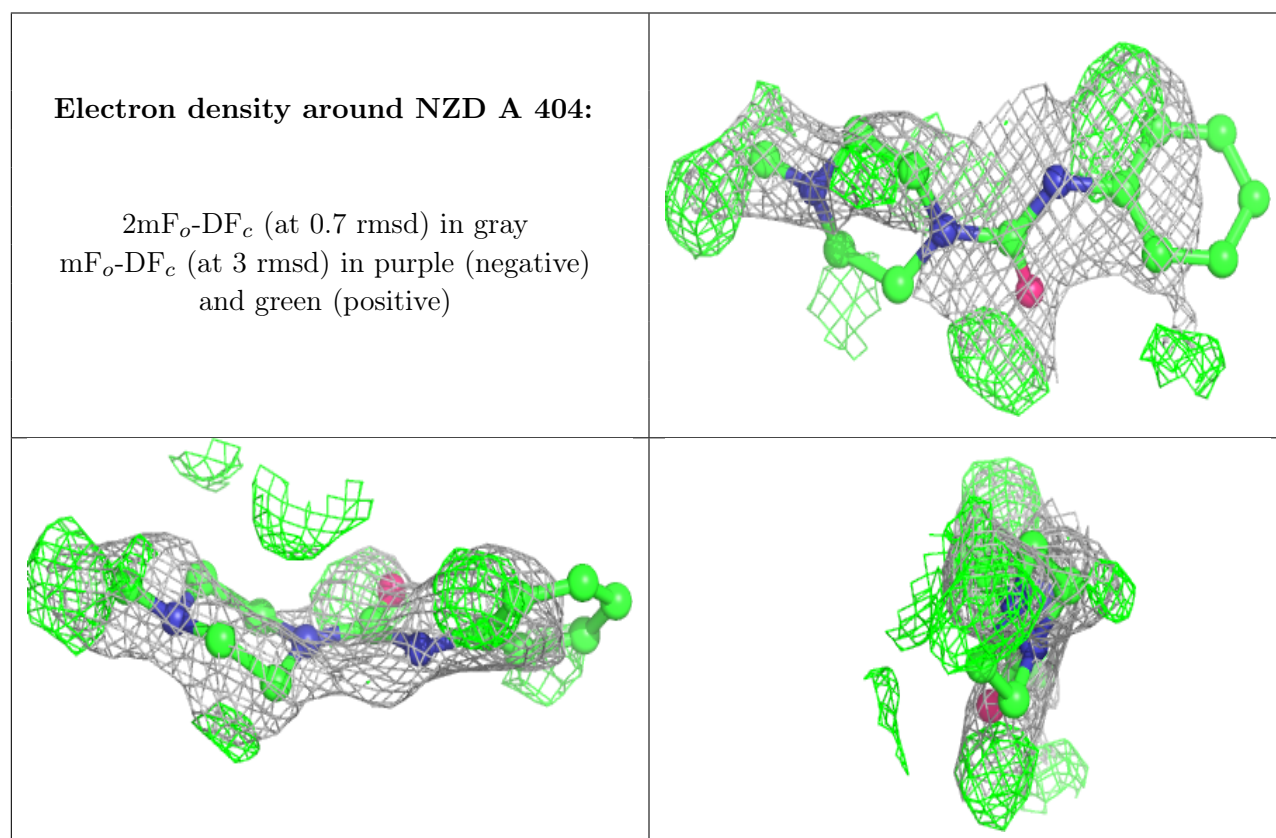 Electron density around NZD A 404:
2mFo-DFc (at 0.7 rmsd) in gray
mFo-DFc (at 3 rmsd) in purple (negative)
and green (positive)